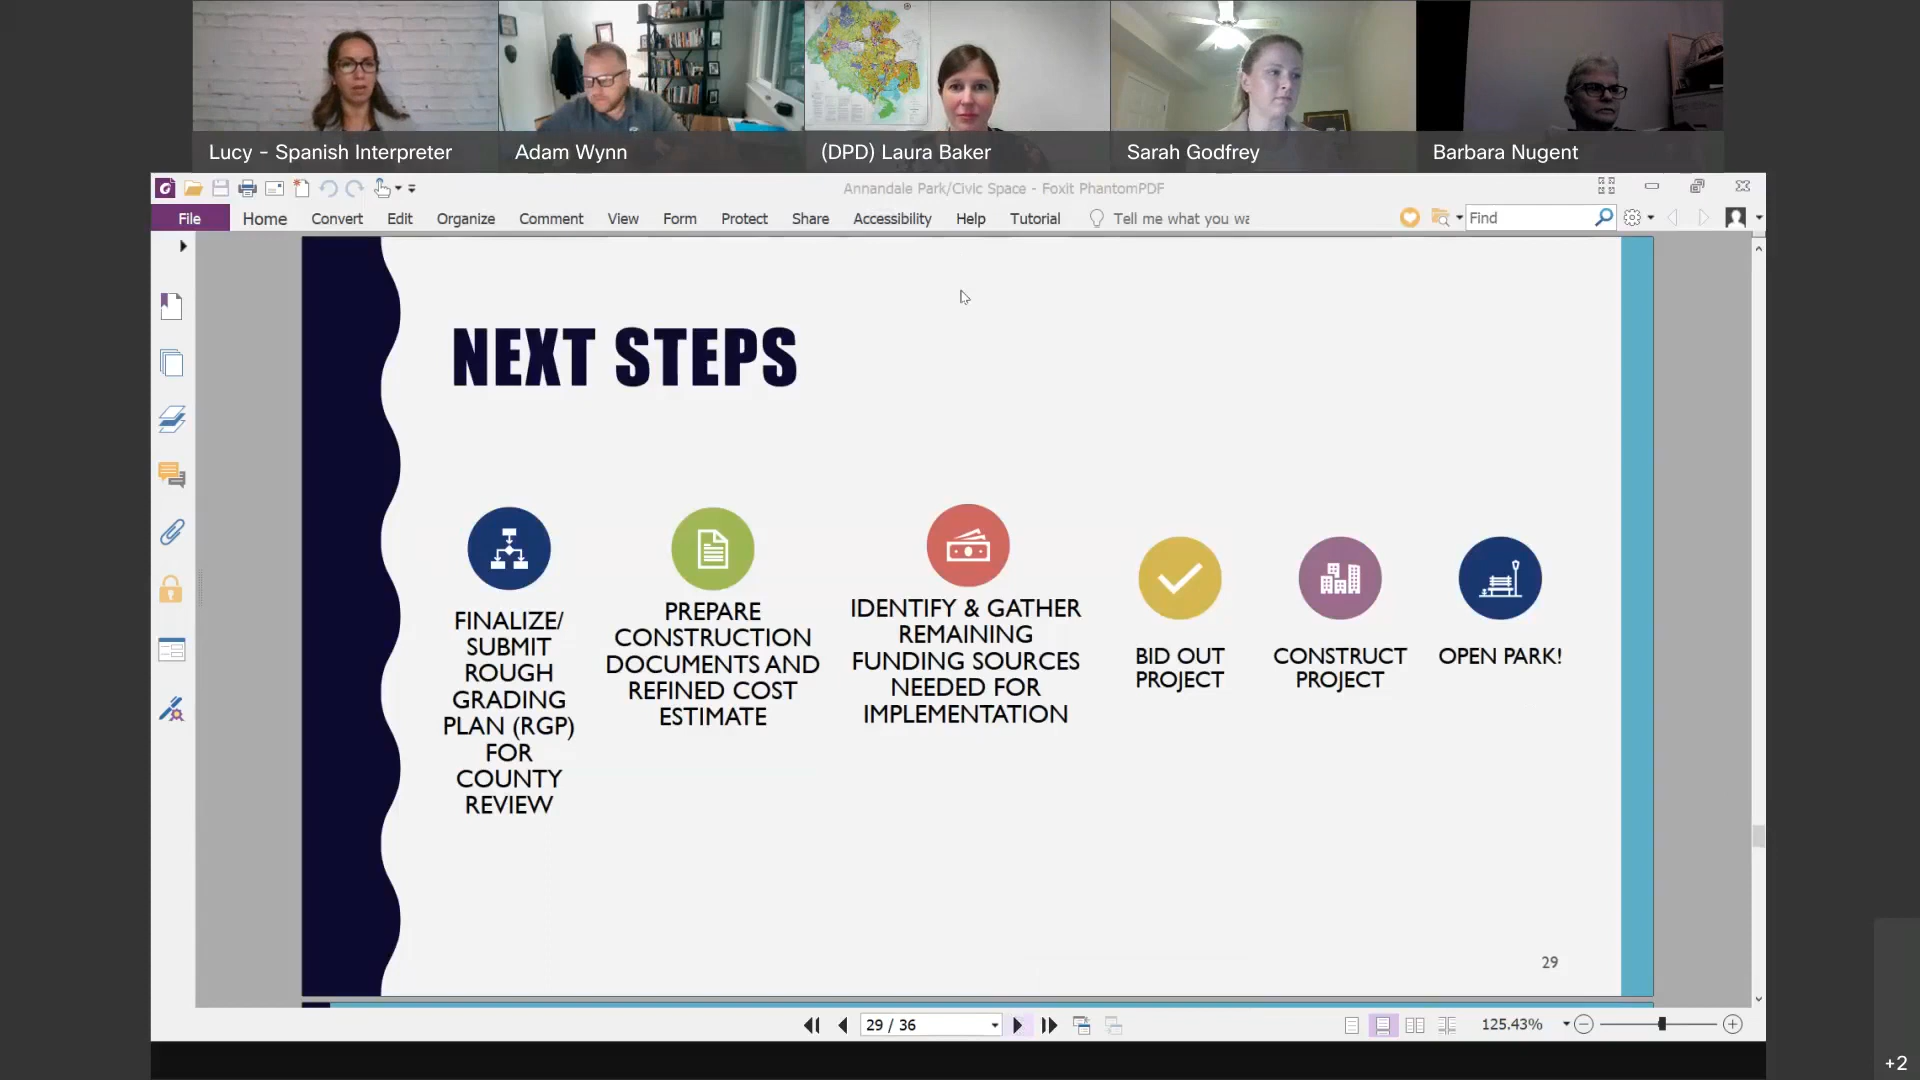 Lucy - Spanish Interpreter
Adam Wynn
(DPD) Laura Baker
Sarah Godfrey
Barbara Nugent
Annandale Park/Civic Space - Foxit PhantomPDF
File Home Convert Edit Organize Comment View Form Protect Share Accessibility Help Tutorial Tell me what you wa Find
NEXT STEPS
FINALIZE/
SUBMIT
ROUGH
GRADING
PLAN (RGP)
FOR
COUNTY
REVIEW
PREPARE
CONSTRUCTION
DOCUMENTS AND
REFINED COST
ESTIMATE
IDENTIFY & GATHER
REMAINING
FUNDING SOURCES
NEEDED FOR
IMPLEMENTATION
BID OUT
PROJECT
CONSTRUCT
PROJECT
OPEN PARK!
29
29 / 36
125.43%
+2